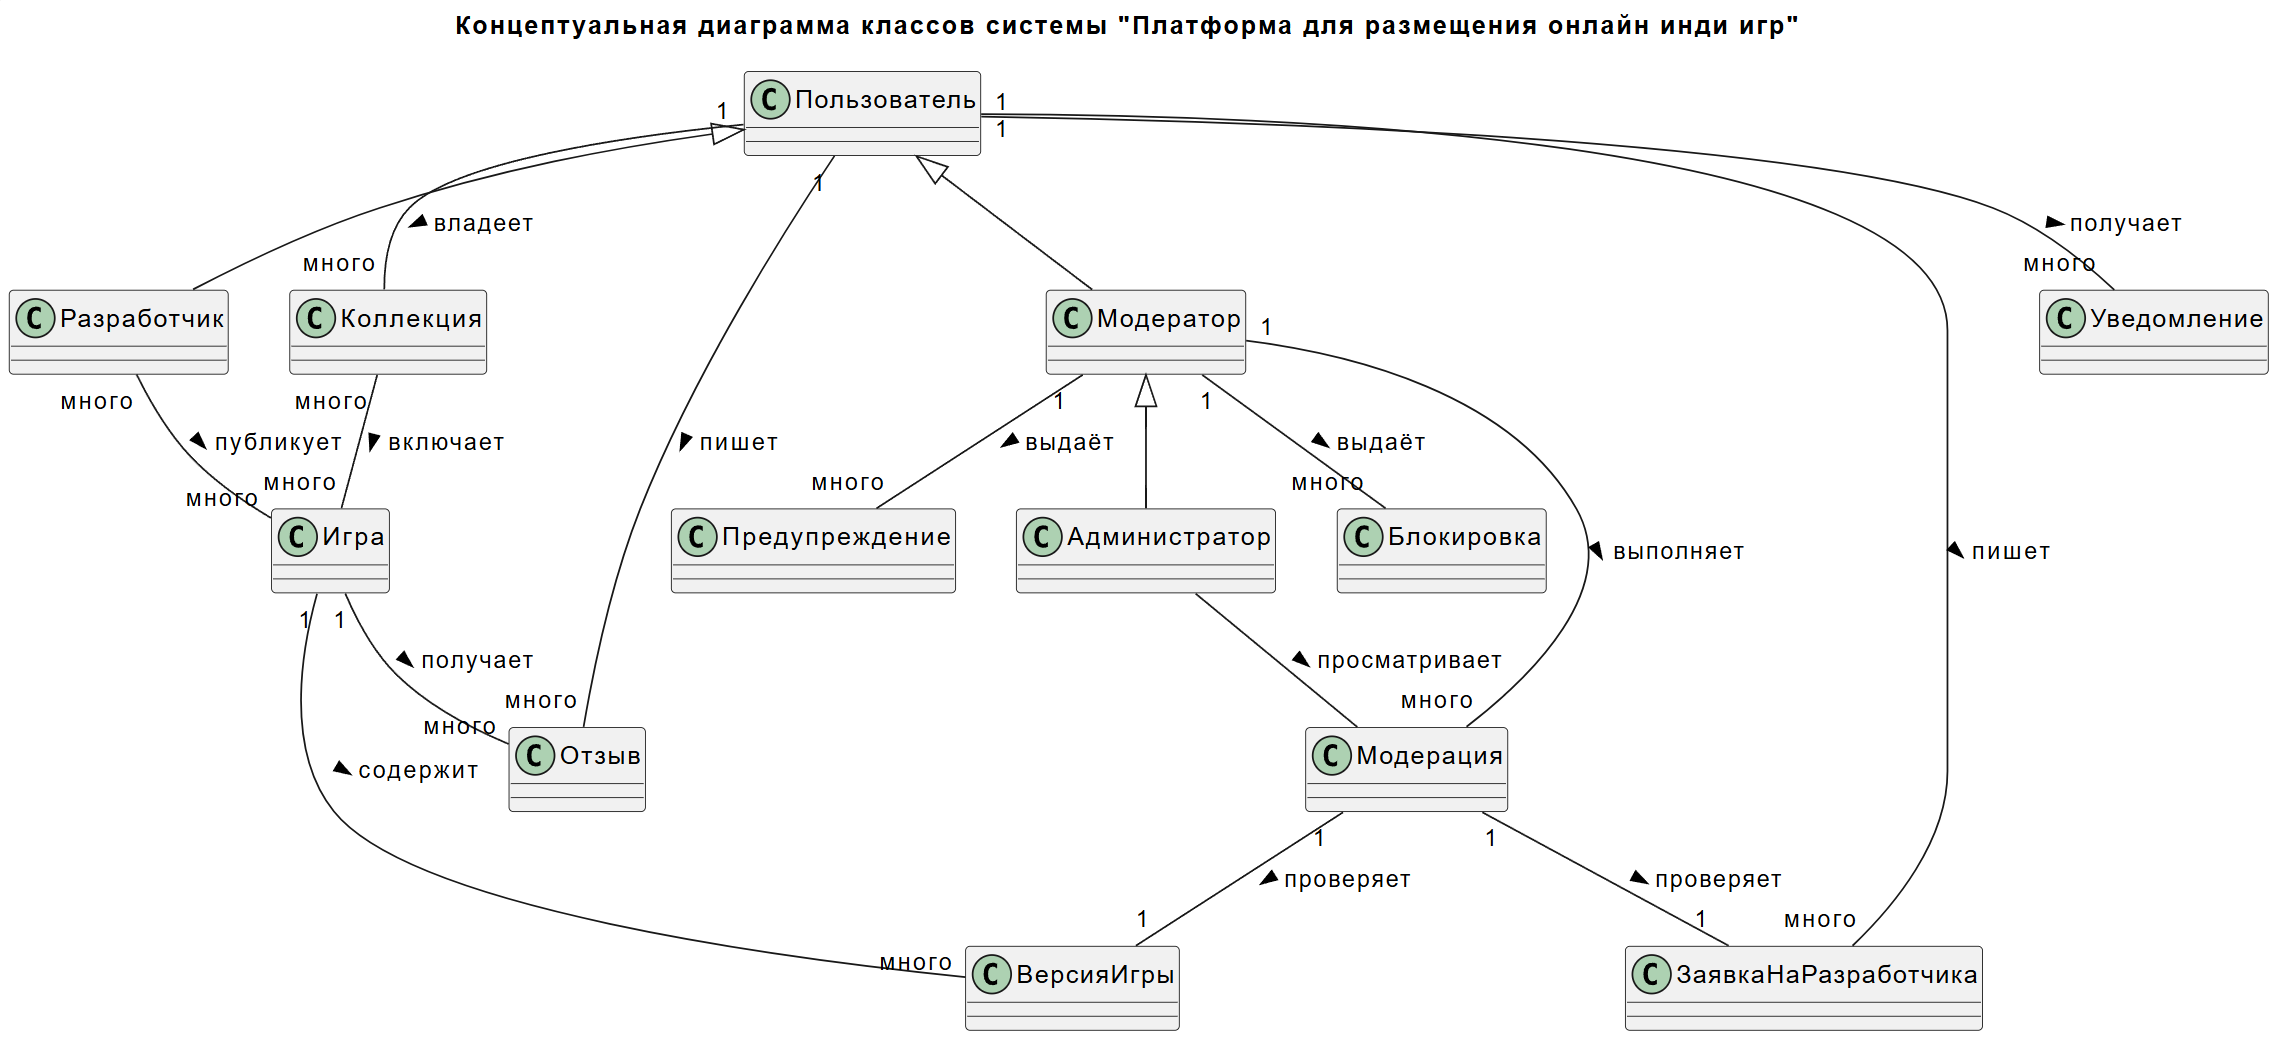 Концептуальная диаграмма классов системы "Платформа для размещения онлайн инди игр"
C Пользователь
1
1
1
1
владеет
получает
много
много
C Разработчик
C Коллекция
C Модератор
1
C Уведомление
много
много
1
1
публикует
включает
пишет
выдаёт
выдаёт
много
много
много
много
C Игра
C Предупреждение
C Администратор
C Блокировка
выполняет
пишет
1
1
получает
просматривает
много
много
много
C Отзыв
C Модерация
содержит
1
1
проверяет
проверяет
1
1
много
много
C ВерсияИгры
C ЗаявкаНаРазработчика